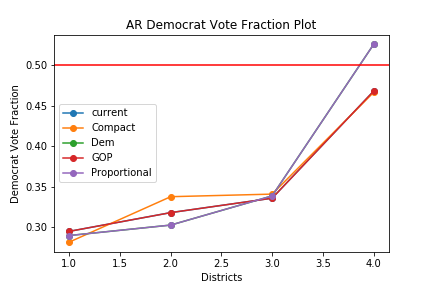 AR Democrat Vote Fraction Plot
Democrat Vote Fraction
0.50
0.45
0.40
0.35
0.30
current
Compact
Dem
GOP
Proportional
1.0 1.5 2.0 2.5 3.0 3.5 4.0
Districts